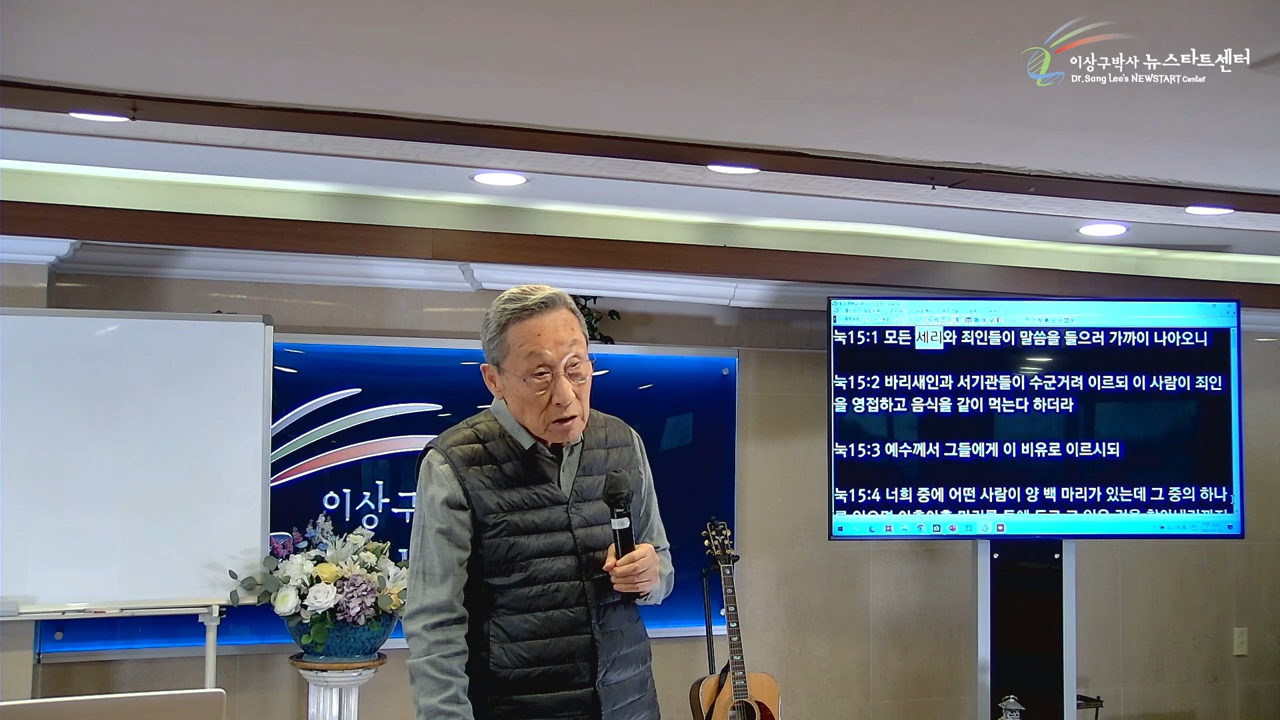 이상구박사 뉴스타트센터
Dr. Sang Lee's NEWSTART Center
눅15:1 모든 세리와 죄인들이 말씀을 들으러 가까이 나아오니
눅15:2 바리새인과 서기관들이 수군거려 이르되 이 사람이 죄인
을 영접하고 음식을 같이 먹는다 하더라
눅15:3 예수께서 그들에게 이 비유로 이르시되
눅15:4 너희 중에 어떤 사람이 양 백 마리가 있는데 그 중의 하나
이상구